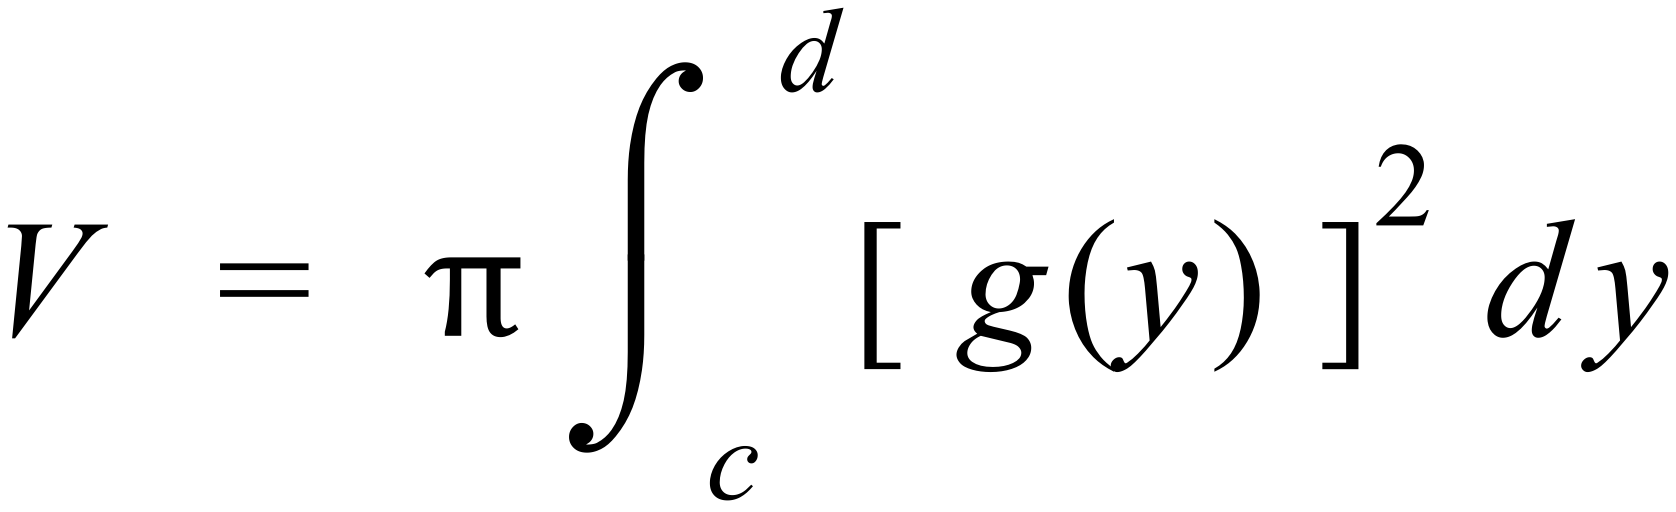 V = π∫_c^d [ g(y) ]² dy